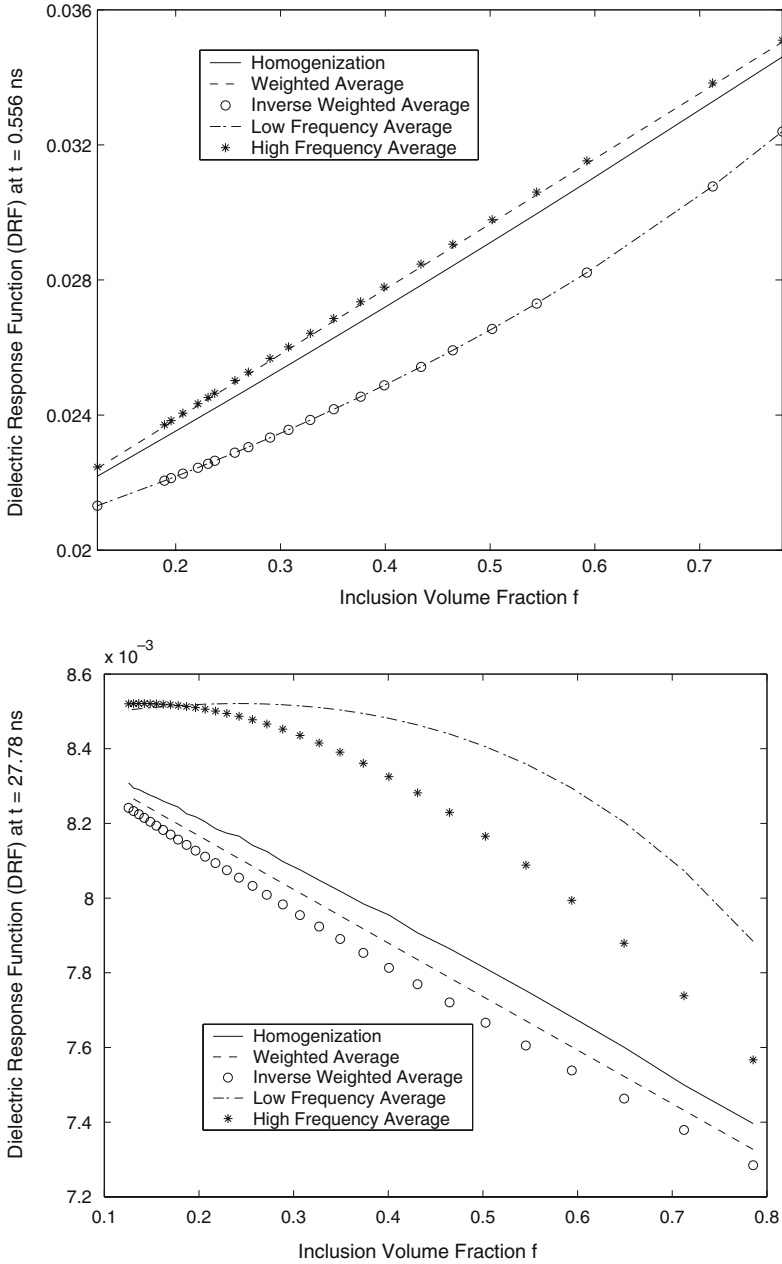 0.036
Homogenization
Weighted Average
Inverse Weighted Average
Low Frequency Average
High Frequency Average
0.032
0.028
0.024
0.02
Dielectric Response Function (DRF) at t = 0.556 ns
0.2
0.3
0.4
0.5
0.6
0.7
Inclusion Volume Fraction f
x 10−3
8.6
8.4
8.2
8
7.8
7.6
7.4
7.2
Dielectric Response Function (DRF) at t = 27.78 ns
Homogenization
Weighted Average
Inverse Weighted Average
Low Frequency Average
High Frequency Average
0.1
0.2
0.3
0.4
0.5
0.6
0.7
0.8
Inclusion Volume Fraction f